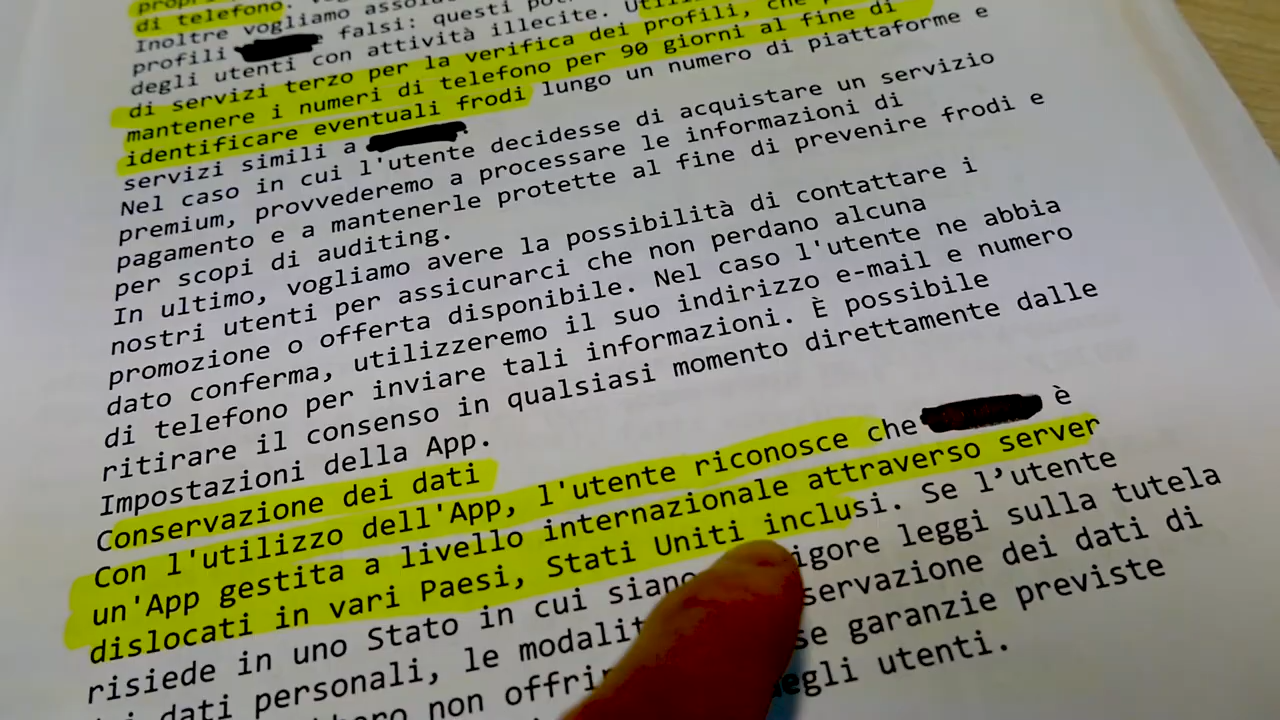 di telefono.
Inoltre vogliamo
profili falsi: questi
degli utenti con attività illecite.
di servizi terzo per la verifica dei profili, che
mantenere i numeri di telefono per 90 giorni al fine di
identificare eventuali frodi lungo un numero di piattaforme e
servizi simili a
Nel caso in cui l'utente decidesse di acquistare un servizio
premium, provvederemo a processare le informazioni di
pagamento e a mantenerle protette al fine di prevenire frodi e
per scopi di auditing.
In ultimo, vogliamo avere la possibilità di contattare i
nostri utenti per assicurarci che non perdano alcuna
promozione o offerta disponibile. Nel caso l'utente ne abbia
dato conferma, utilizzeremo il suo indirizzo e-mail e numero
di telefono per inviare tali informazioni. È possibile
ritirare il consenso in qualsiasi momento direttamente dalle
Impostazioni della App.
Conservazione dei dati
Con l'utilizzo dell'App, l'utente riconosce che è
un'App gestita a livello internazionale attraverso server
dislocati in vari Paesi, Stati Uniti inclusi. Se l’utente
risiede in uno Stato in cui siano leggi sulla tutela
dati personali, le dei dati di
non garanzie previste
degli utenti.